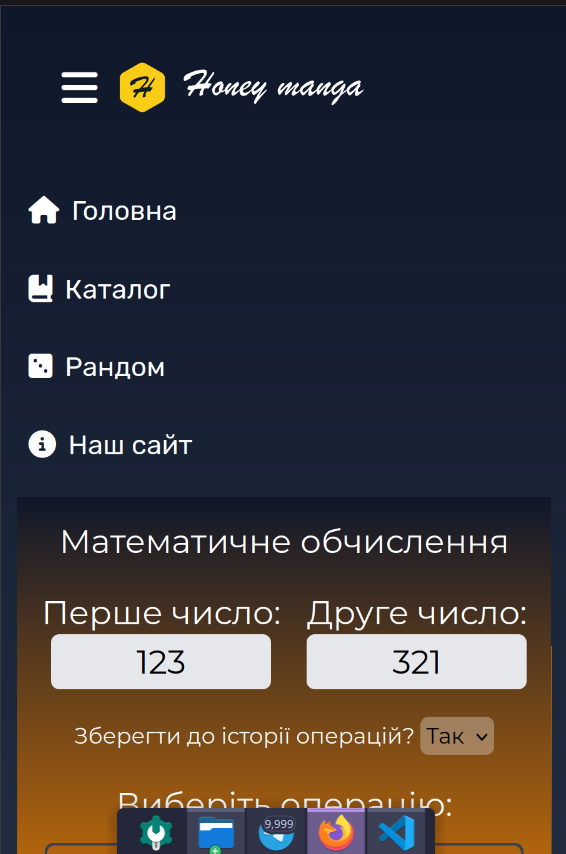 Honey manga
Головна
Каталог
Рандом
Наш сайт
Математичне обчислення
Перше число: Друге число:
123 321
Зберегти до історії операцій? Так
Виберіть операцію:
9,999